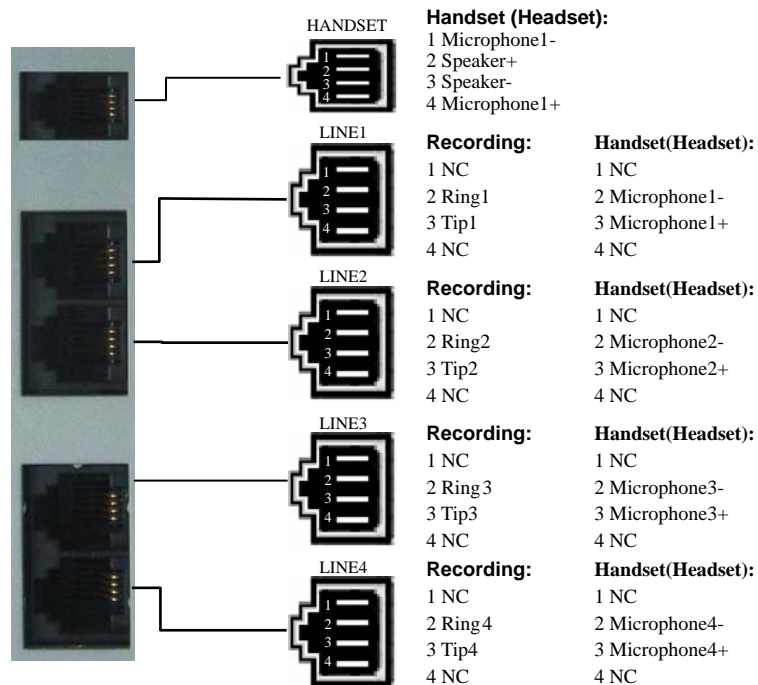 HANDSET
Handset (Headset):
1 Microphone1-
2 Speaker+
3 Speaker-
4 Microphone1+
1
2
3
4
LINE1
Recording: Handset(Headset):
1 NC 1 NC
2 Ring1 2 Microphone1-
3 Tip1 3 Microphone1+
4 NC 4 NC
1
2
3
4
LINE2
Recording: Handset(Headset):
1 NC 1 NC
2 Ring2 2 Microphone2-
3 Tip2 3 Microphone2+
4 NC 4 NC
1
2
3
4
LINE3
Recording: Handset(Headset):
1 NC 1 NC
2 Ring3 2 Microphone3-
3 Tip3 3 Microphone3+
4 NC 4 NC
1
2
3
4
LINE4
Recording: Handset(Headset):
1 NC 1 NC
2 Ring4 2 Microphone4-
3 Tip4 3 Microphone4+
4 NC 4 NC
1
2
3
4